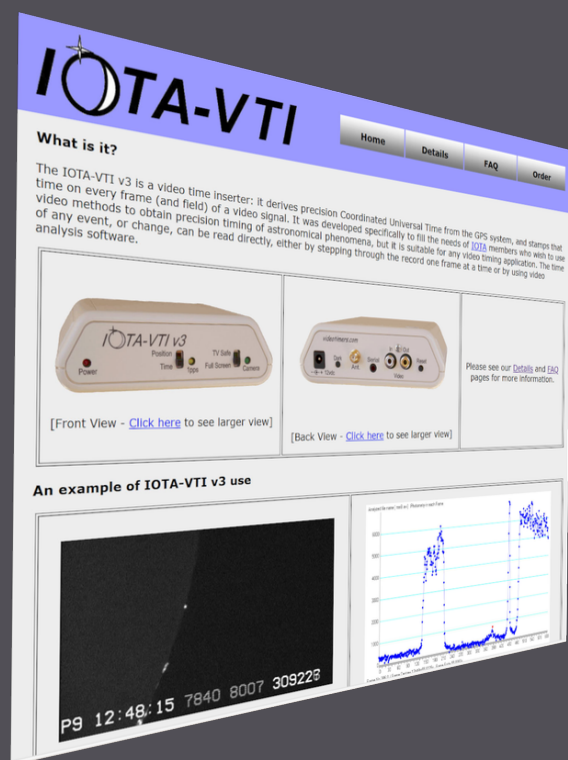 IOTA-VTI
Home Details FAQ Order
What is it?
The IOTA-VTI v3 is a video time inserter: it derives precision Coordinated Universal Time from the GPS system, and stamps that
time on every frame (and field) of a video signal. It was developed specifically to fill the needs of IOTA members who wish to use
video methods to obtain precision timing of astronomical phenomena, but it is suitable for any video timing application. The time
of any event, or change, can be read directly, either by stepping through the record one frame at a time or by using video
analysis software.
IOTA-VTI v3
Position
TV Safe
Power
Time
1pps
Full Screen
Camera
[Front View - Click here to see larger view]
videotimers.com
Ant
Serial
Reset
Video
[Back View - Click here to see larger view]
Please see our Details and FAQ
pages for more information.
An example of IOTA-VTI v3 use
P9 12:48:15 7840 8007